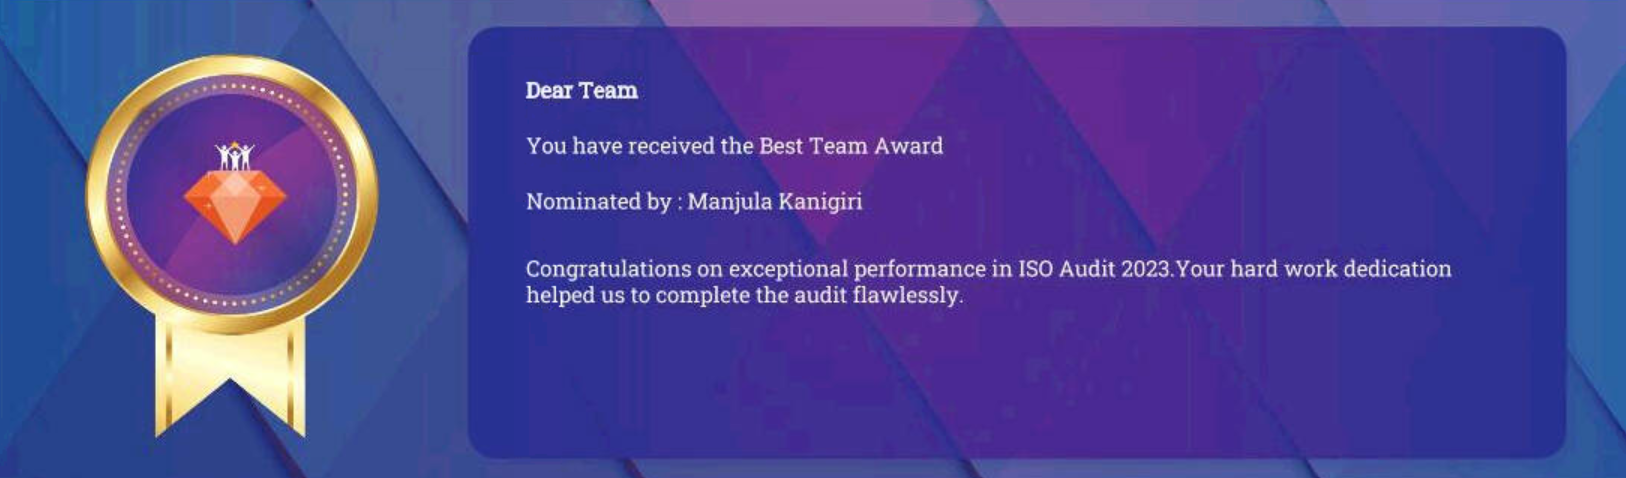 Dear Team
You have received the Best Team Award
Nominated by : Manjula Kanigiri
Congratulations on exceptional performance in ISO Audit 2023.Your hard work dedication
helped us to complete the audit flawlessly.